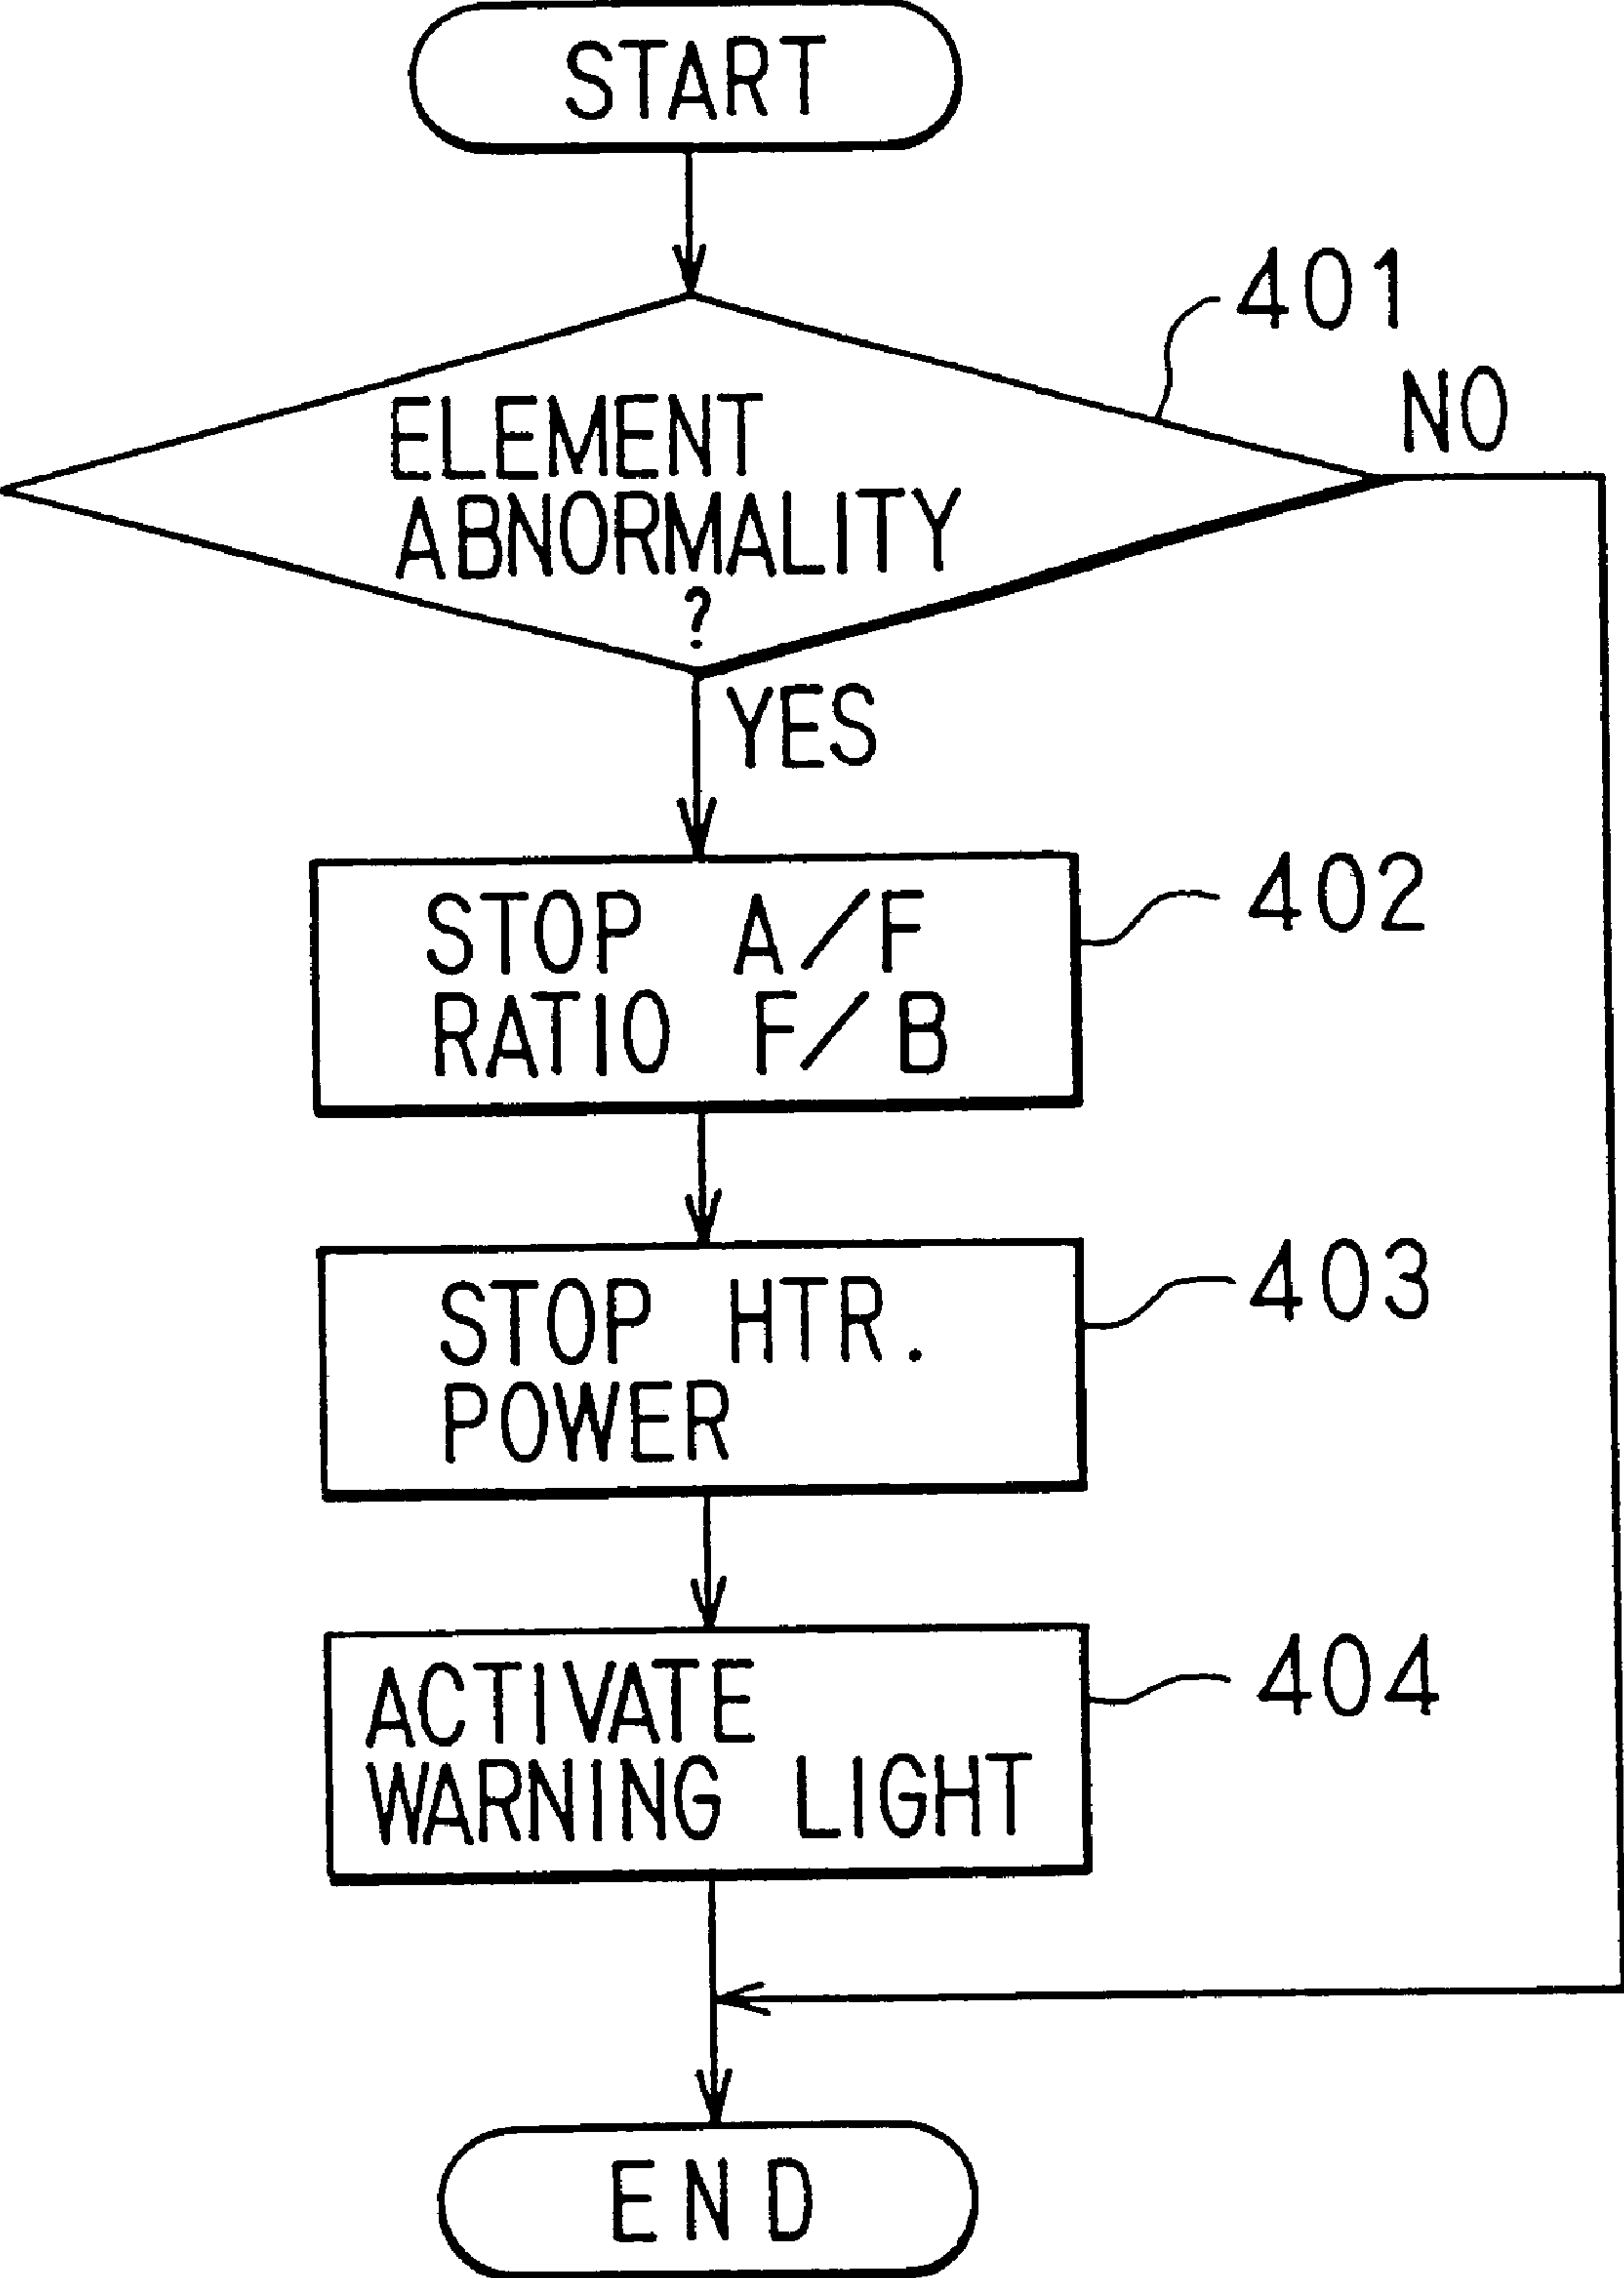 START
401
NO
ELEMENT
ABNORMALITY
?
YES
STOP A/F
RATIO F/B
402
STOP HTR.
POWER
403
ACTIVATE
WARNING LIGHT
404
END